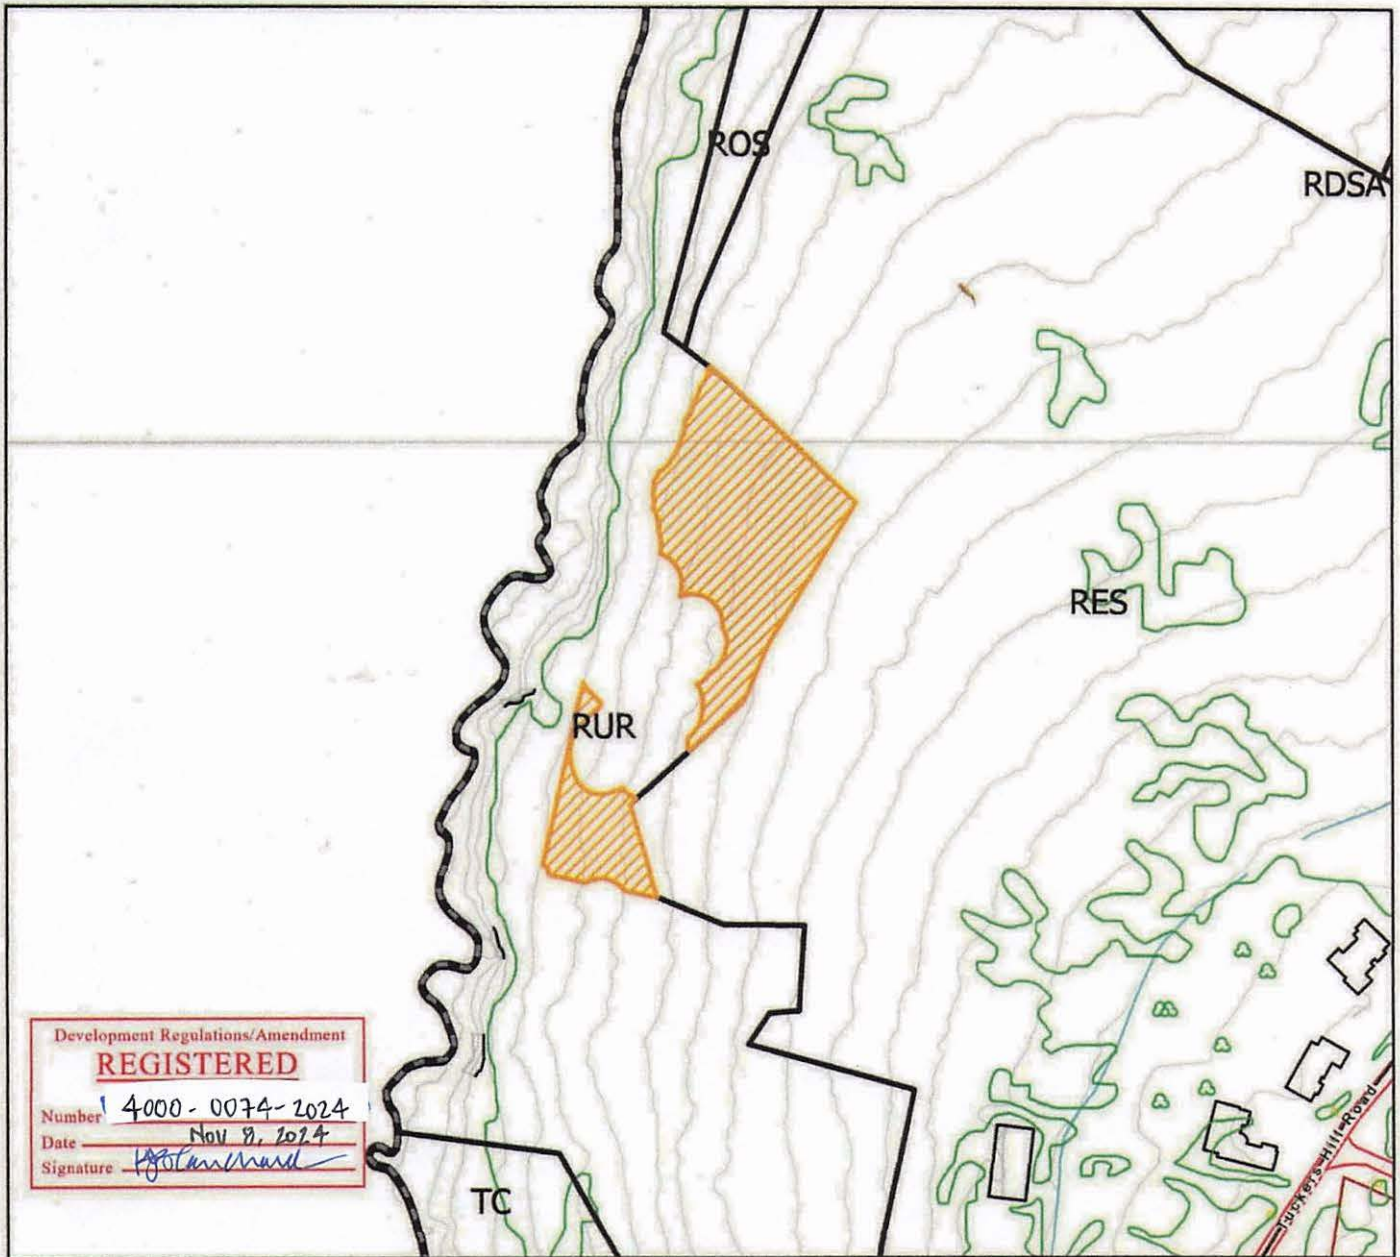 ROS
RDSA
RES
RUR
Development Regulations/Amendment
REGISTERED
Number 4000-0074-2024
Date Nov 8, 2024
Signature
TC
Tuckers Hill Road